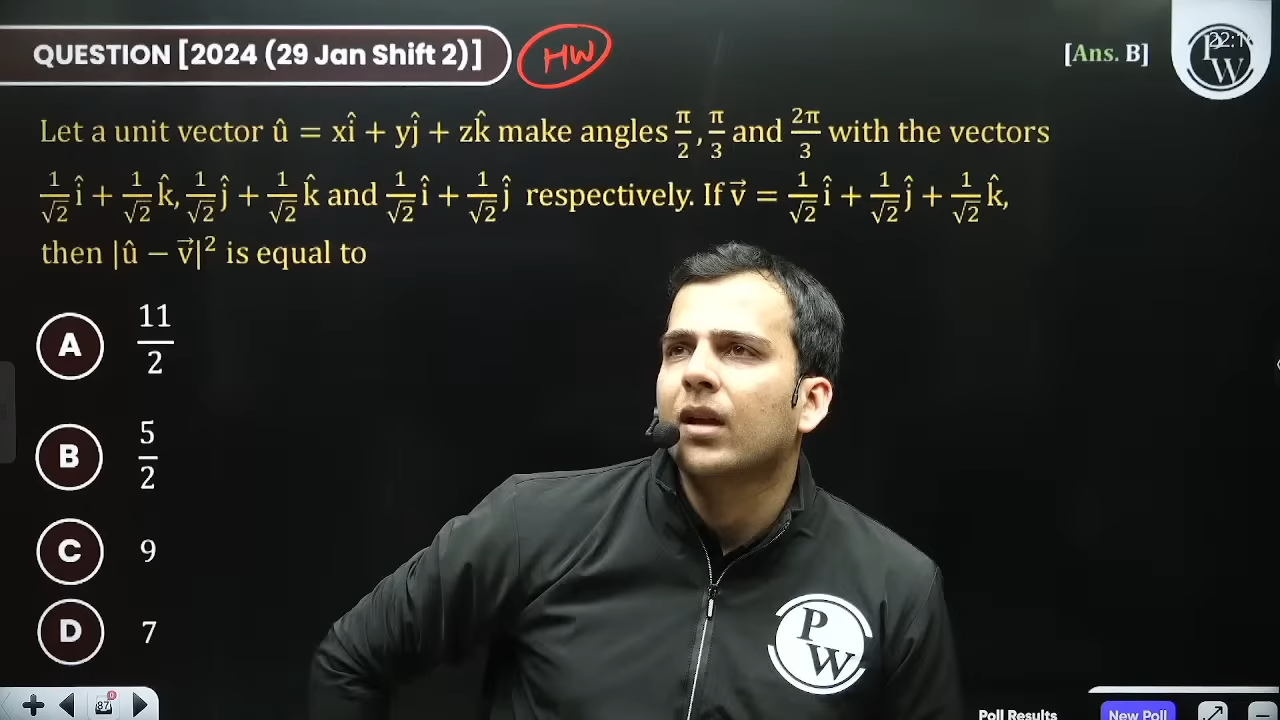 QUESTION [2024 (29 Jan Shift 2)]
HW
[Ans. B]
PW
Let a unit vector û = xî + yĵ + zk̂ make angles π/2, π/3 and 2π/3 with the vectors
1/√2 î + 1/√2 k̂, 1/√2 ĵ + 1/√2 k̂ and 1/√2 î + 1/√2 ĵ respectively. If v⃗ = 1/√2 î + 1/√2 ĵ + 1/√2 k̂,
then |û − v⃗|² is equal to
A 11/2
B 5/2
C 9
D 7
PW
87
Poll Results
New Poll